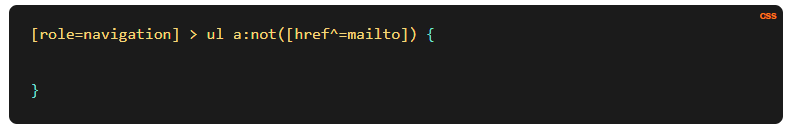 css
[role=navigation] > ul a:not([href^=mailto]) {
}